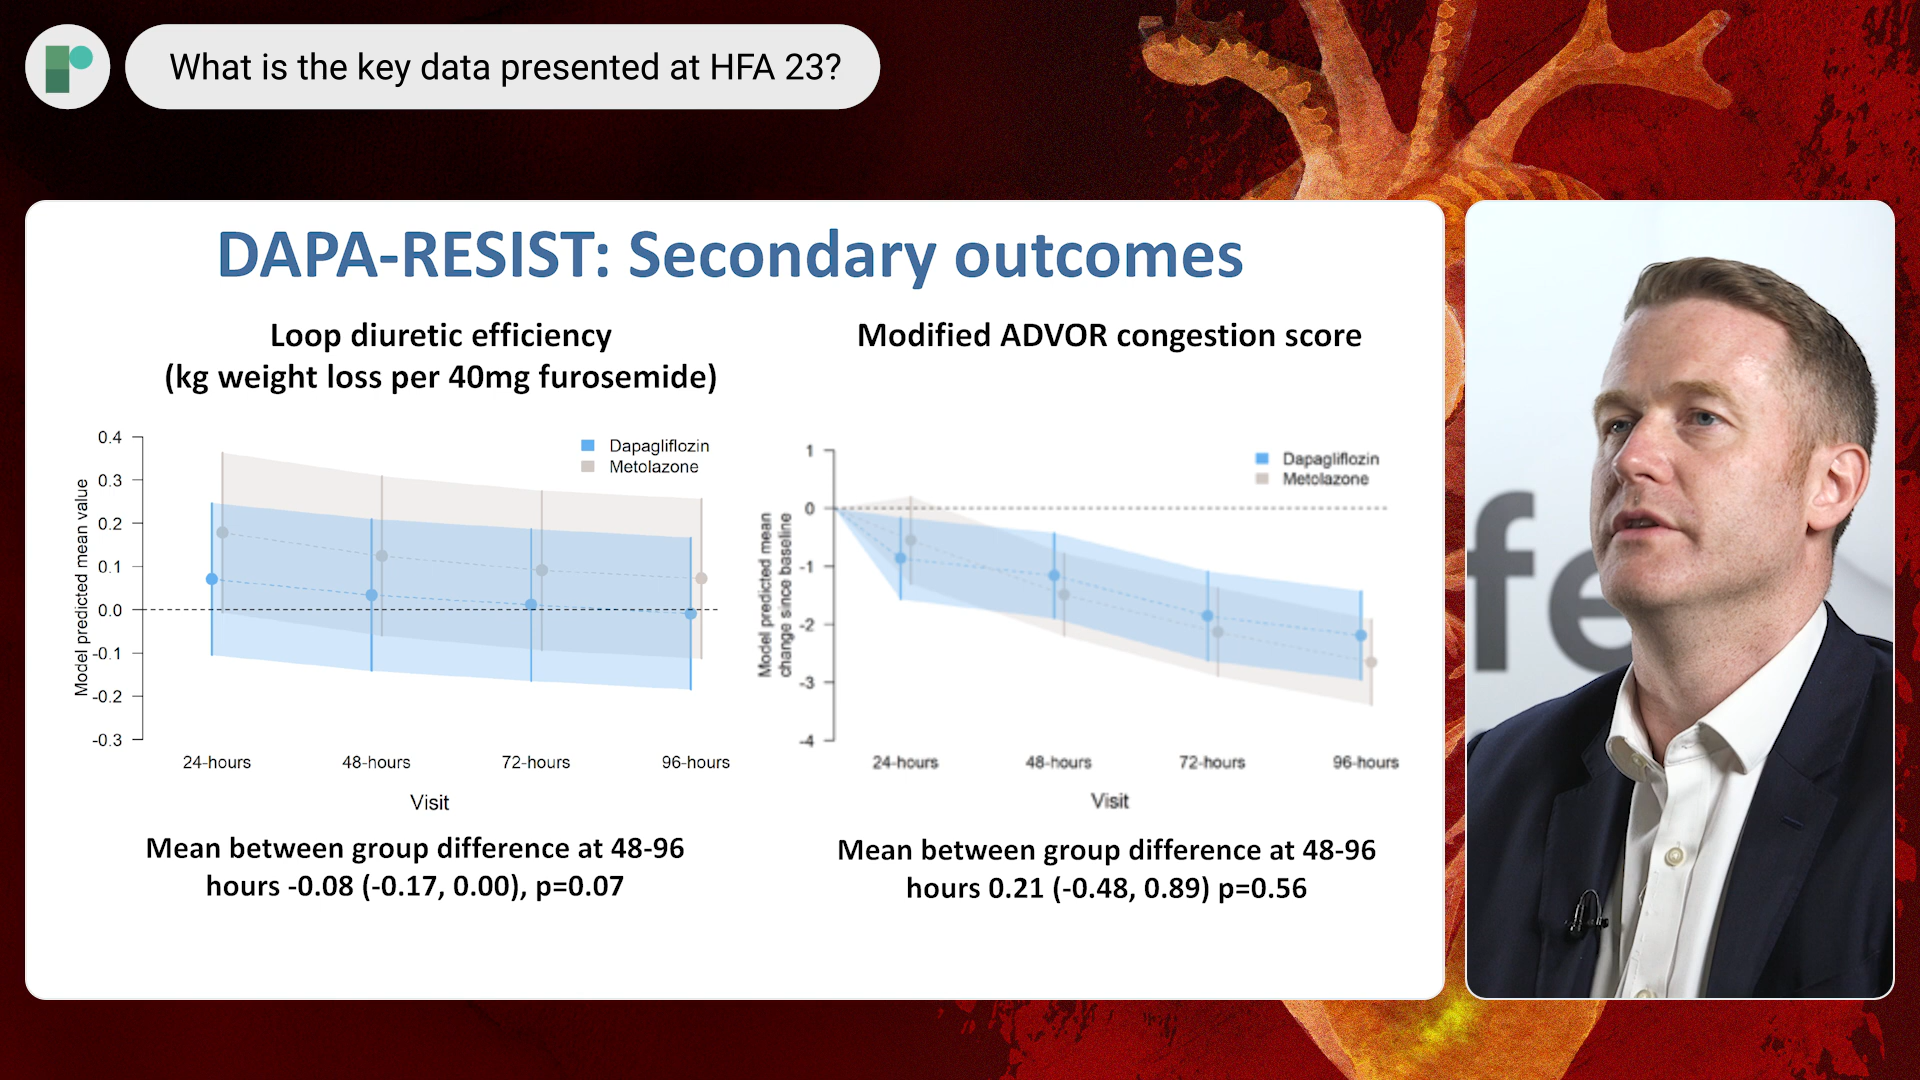 What is the key data presented at HFA 23?
DAPA-RESIST: Secondary outcomes
Loop diuretic efficiency
(kg weight loss per 40mg furosemide)
Model predicted mean value
0.4
0.3
0.2
0.1
0.0
-0.1
-0.2
-0.3
Dapagliflozin
Metolazone
24-hours
48-hours
72-hours
96-hours
Visit
Mean between group difference at 48-96
hours -0.08 (-0.17, 0.00), p=0.07
Modified ADVOR congestion score
Model predicted mean
change since baseline
1
0
-1
-2
-3
-4
Dapagliflozin
Metolazone
24-hours
48-hours
72-hours
96-hours
Visit
Mean between group difference at 48-96
hours 0.21 (-0.48, 0.89) p=0.56
fe